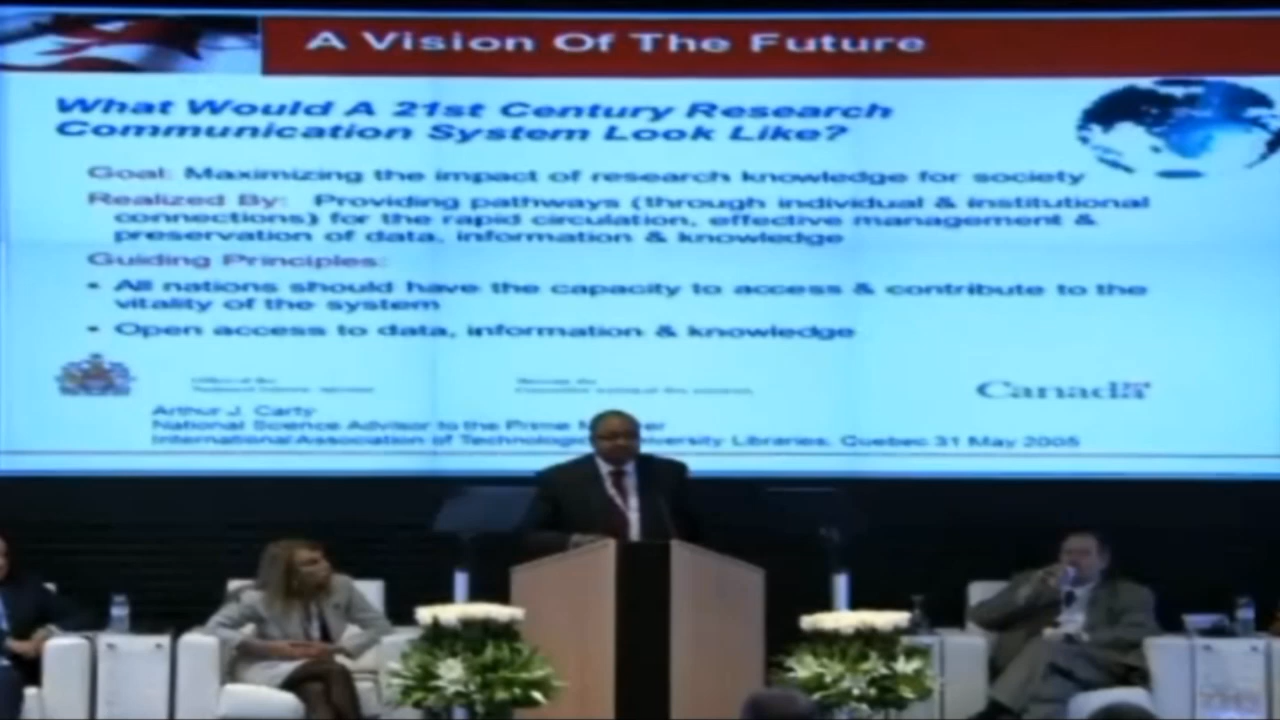 A Vision Of The Future
What Would A 21st Century Research
Communication System Look Like?
Goal: Maximizing the impact of research knowledge for society
Realized By: Providing pathways (through individual & institutional
connections) for the rapid circulation, effective management &
preservation of data, information & knowledge
Guiding Principles:
• All nations should have the capacity to access & contribute to the
vitality of the system
• Open access to data, information & knowledge
Canada
Arthur J. Carty
National Science Advisor to the Prime
International Association of Libraries, Quebec 31 May 2005